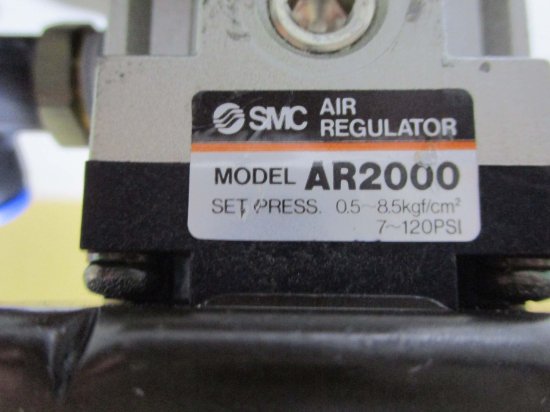 SMC AIR
REGULATOR
MODEL AR2000
SET PRESS. 0.5~8.5kgf/cm²
7~120PSI